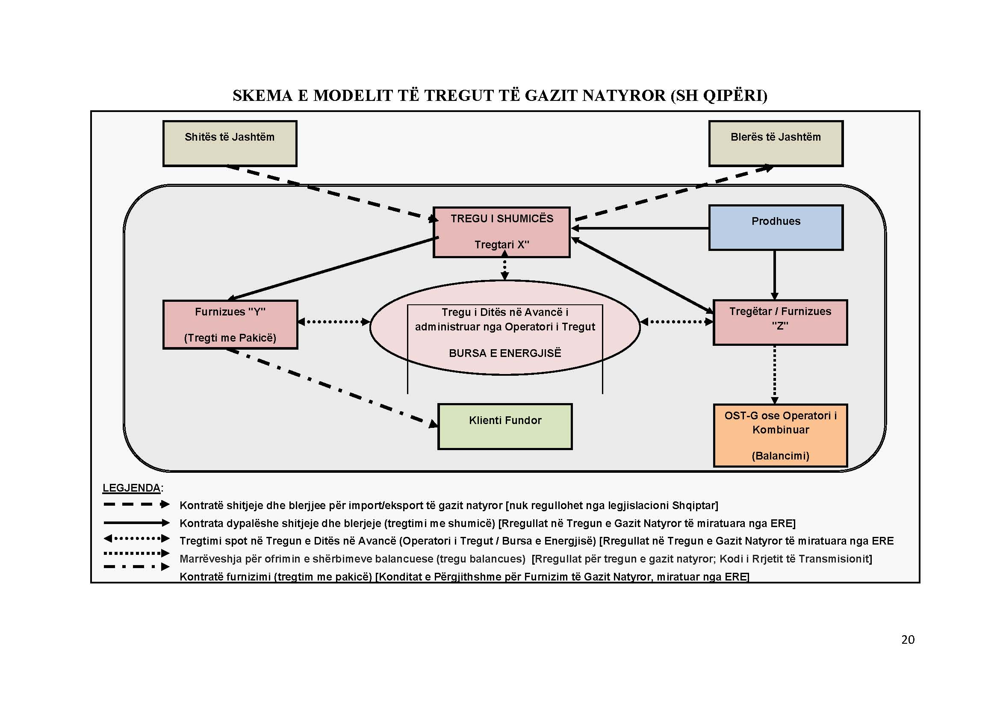 SKEMA E MODELIT TË TREGUT TË GAZIT NATYROR (SH QIPËRI)
Shitës të Jashtëm
Blerës të Jashtëm
TREGU I SHUMICËS
Tregtari X"
Prodhues
Furnizues "Y"
(Tregti me Pakicë)
Tregu i Ditës në Avancë i
administruar nga Operatori i Tregut
BURSA E ENERGJISË
Tregëtar / Furnizues
"Z"
Klienti Fundor
OST-G ose Operatori i
Kombinuar
(Balancimi)
LEGJENDA:
Kontratë shitjeje dhe blerjjee për import/eksport të gazit natyror [nuk regullohet nga legjislacioni Shqiptar]
Kontrata dypalëshe shitjeje dhe blerjeje (tregtimi me shumicë) [Rregullat në Tregun e Gazit Natyror të miratuara nga ERE]
Tregtimi spot në Tregun e Ditës në Avancë (Operatori i Tregut / Bursa e Energjisë) [Rregullat në Tregun e Gazit Natyror të miratuara nga ERE
Marrëveshja për ofrimin e shërbimeve balancuese (tregu balancues) [Rregullat për tregun e gazit natyror; Kodi i Rrjetit të Transmisionit]
Kontratë furnizimi (tregtim me pakicë) [Konditat e Përgjithshme për Furnizim të Gazit Natyror, miratuar nga ERE]
20